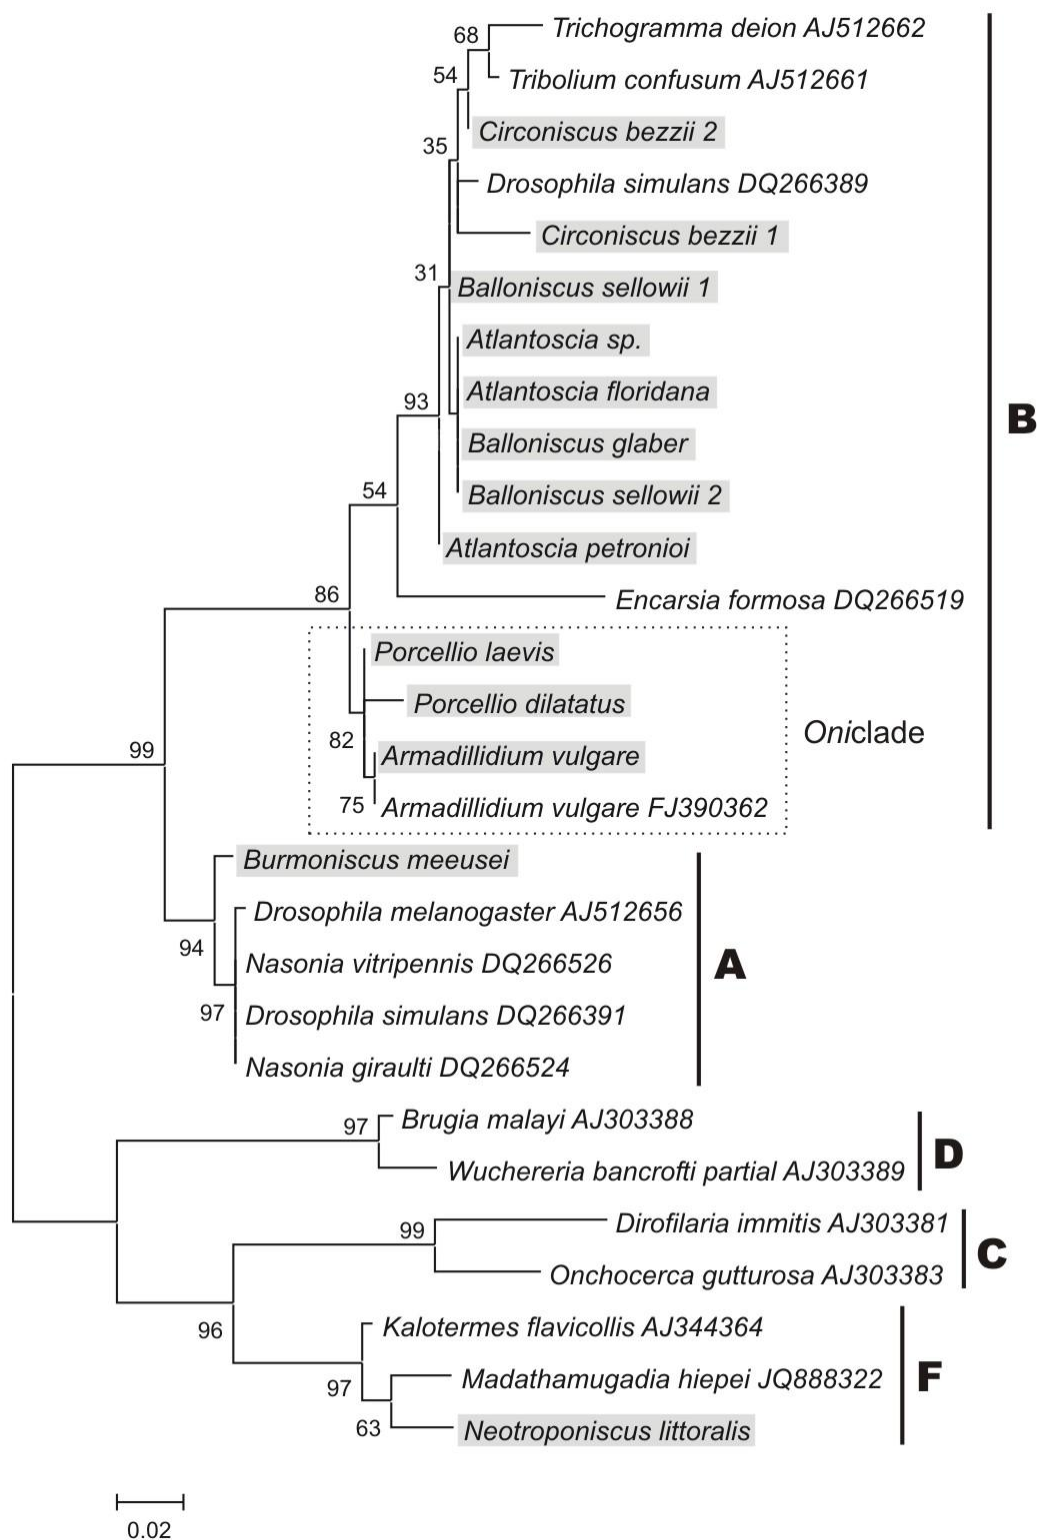 68
Trichogramma deion AJ512662
54
Tribolium confusum AJ512661
Circoniscus bezzii 2
35
Drosophila simulans DQ266389
Circoniscus bezzii 1
31
Balloniscus sellowii 1
Atlantoscia sp.
Atlantoscia floridana
93
B
Balloniscus glaber
54
Balloniscus sellowii 2
Atlantoscia petronioi
86
Encarsia formosa DQ266519
Porcellio laevis
Porcellio dilatatus
82
Oniclade
99
Armadillidium vulgare
75
Armadillidium vulgare FJ390362
Burmoniscus meeusei
Drosophila melanogaster AJ512656
94
Nasonia vitripennis DQ266526
A
97
Drosophila simulans DQ266391
Nasonia giraulti DQ266524
97
Brugia malayi AJ303388
D
Wuchereria bancrofti partial AJ303389
99
Dirofilaria immitis AJ303381
C
Onchocerca gutturosa AJ303383
96
Kalotermes flavicollis AJ344364
97
Madathamugadia hiepei JQ888322
F
63
Neotroponiscus littoralis
0.02